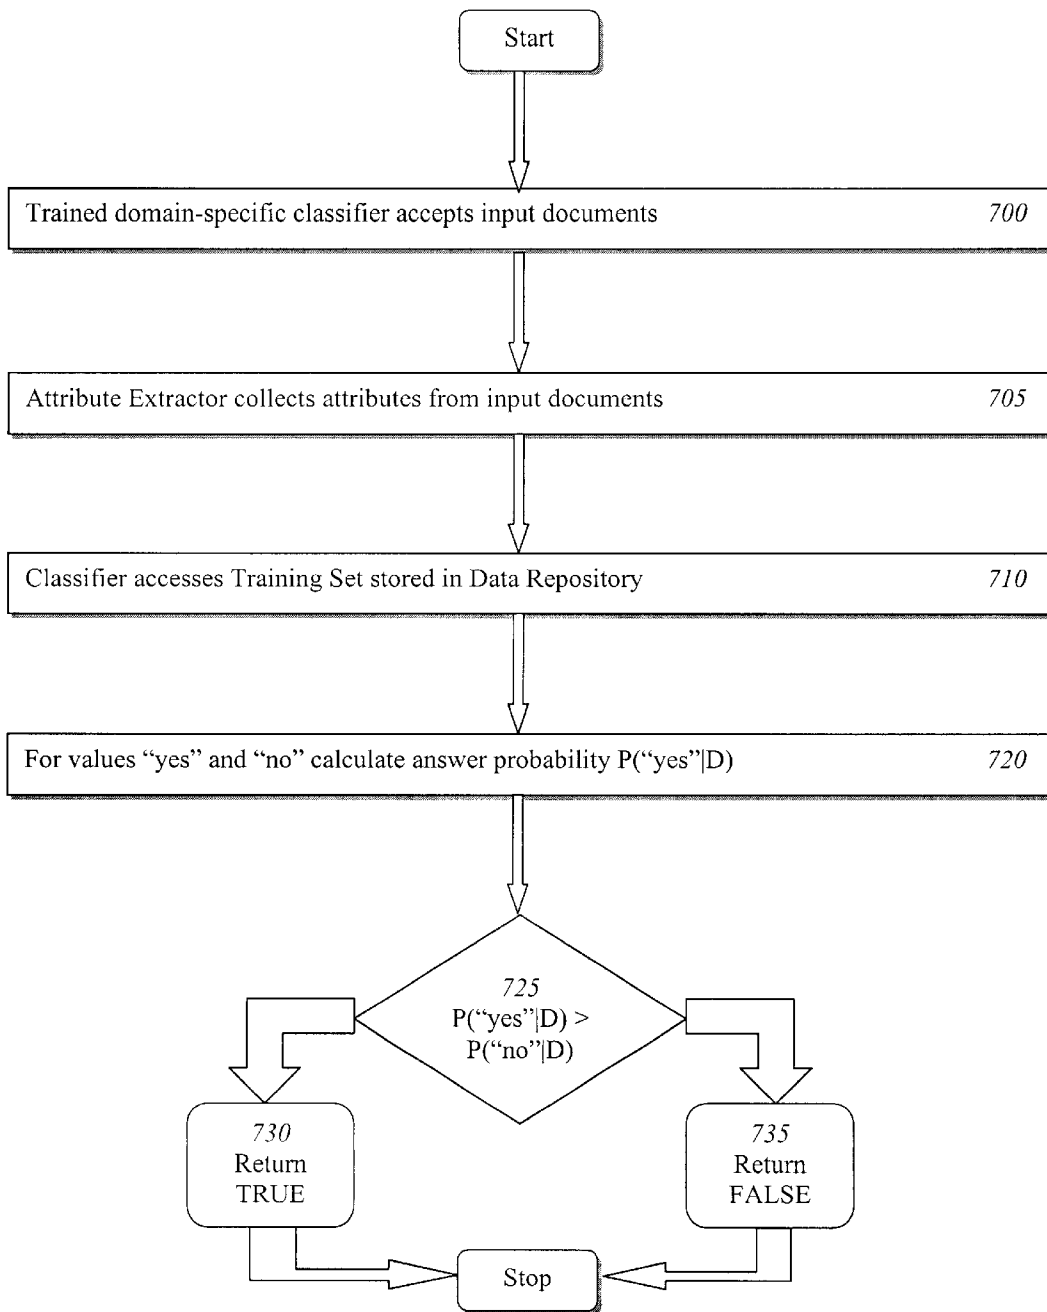 Start
Trained domain-specific classifier accepts input documents 700
Attribute Extractor collects attributes from input documents 705
Classifier accesses Training Set stored in Data Repository 710
For values “yes” and “no” calculate answer probability P(“yes”|D) 720
725
P(“yes”|D) >
P(“no”|D)
730
Return
TRUE
735
Return
FALSE
Stop